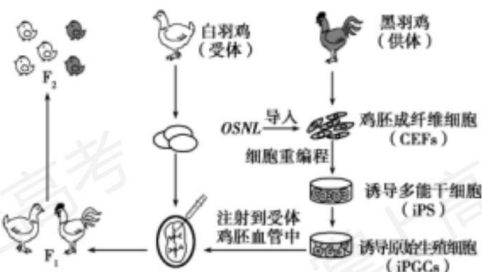 白羽鸡
（受体）
黑羽鸡
（供体）
F₂
OSNL
导入
鸡胚成纤维细胞
（CEFs）
细胞重编程
诱导多能干细胞
（iPS）
注射到受体
鸡胚血管中
诱导原始生殖细胞
（iPGCs）
F₁